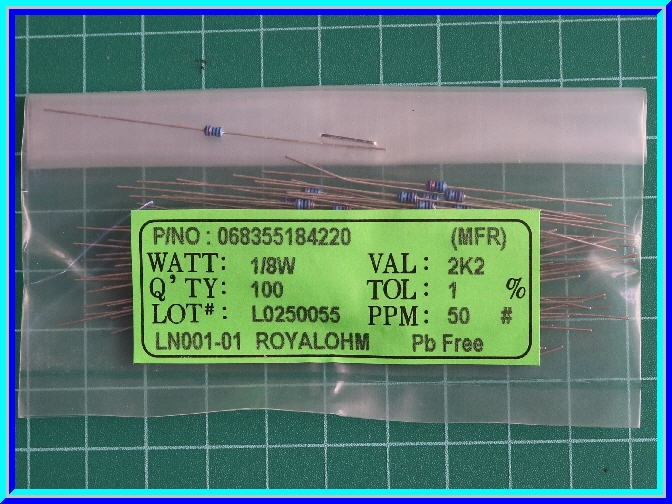 P/NO : 068355184220 (MFR)
WATT: 1/8W VAL: 2K2
Q'TY: 100 TOL: 1 %
LOT#: L0250055 PPM: 50 #
LN001-01 ROYALOHM Pb Free